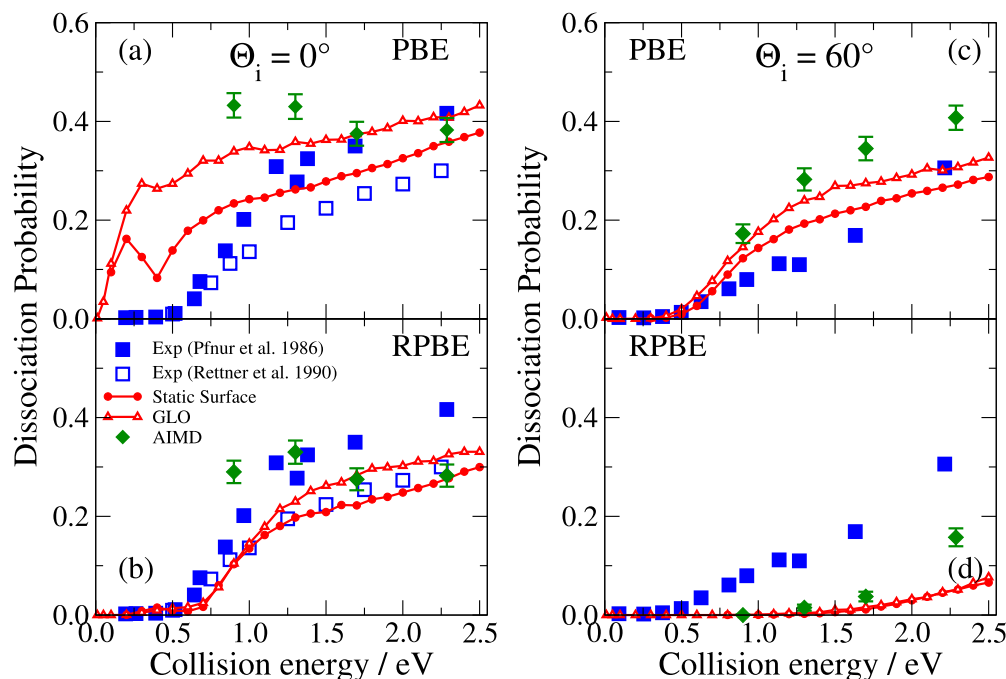 (a)
Θi = 0°
PBE
PBE
Θi = 60°
(c)
0.6
0.4
0.2
0.0
0.6
0.4
0.2
0.0
Dissociation Probability
Dissociation Probability
RPBE
Exp (Pfnur et al. 1986)
Exp (Rettner et al. 1990)
Static Surface
GLO
AIMD
(b)
RPBE
(d)
0.4
0.2
0.0
0.4
0.2
0.0
0.0 0.5 1.0 1.5 2.0 2.5
0.0 0.5 1.0 1.5 2.0 2.5
Collision energy / eV
Collision energy / eV